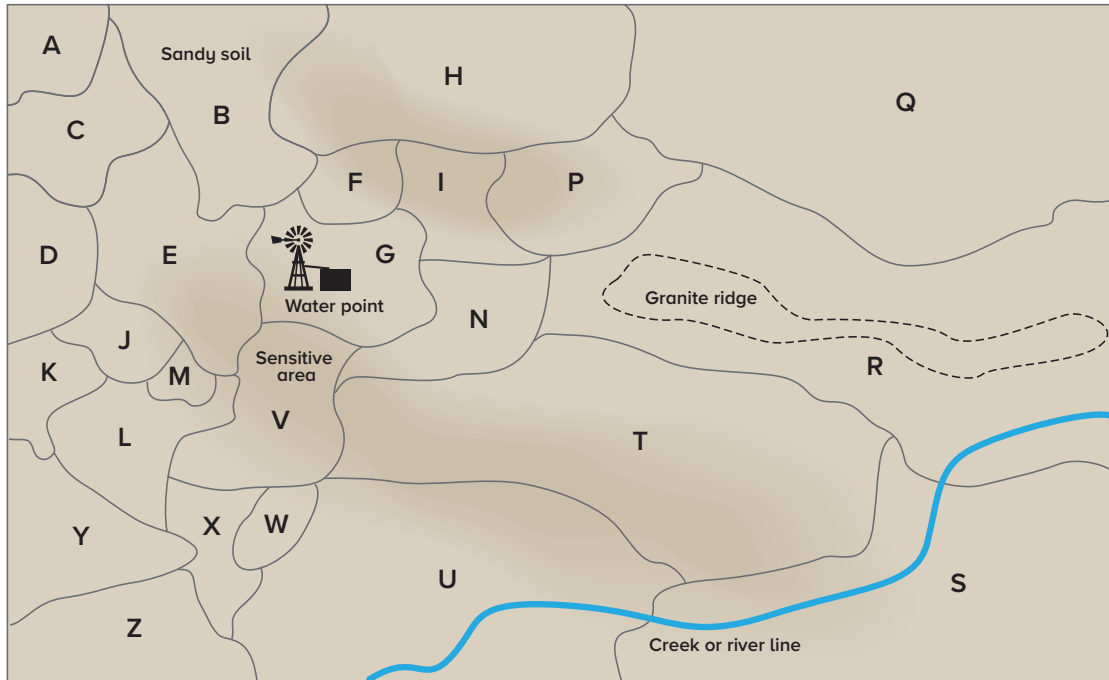 A
Sandy soil
H
Q
B
C
F
I
P
D
E
G
Water point
Granite ridge
N
J
Sensitive
area
K
M
R
V
L
T
Y
X
W
U
S
Z
Creek or river line